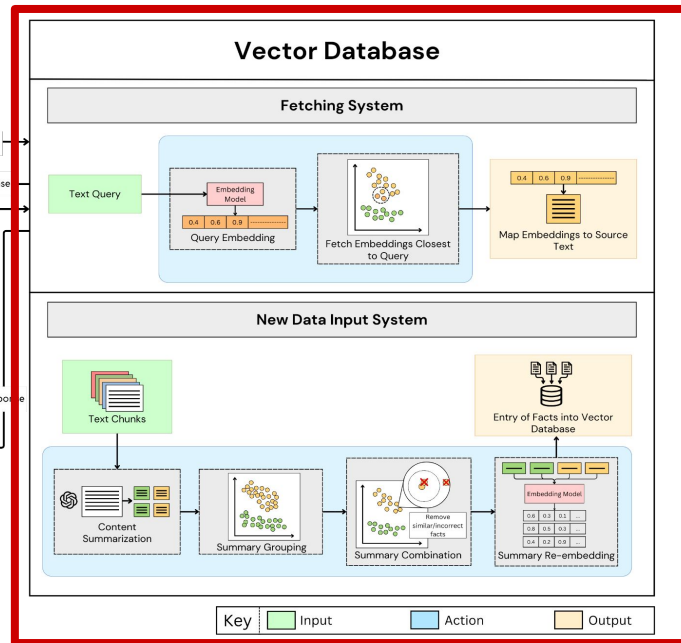 Vector Database
Fetching System
Text Query
Embedding
Model
0.4 0.6 0.9
Query Embedding
Fetch Embeddings Closest
to Query
0.4 0.6 0.9
Map Embeddings to Source
Text
New Data Input System
Text Chunks
Entry of Facts into Vector
Database
Content
Summarization
Summary Grouping
Remove
similar/incorrect
facts
Summary Combination
Embedding Model
0.6 0.3 0.1 ...
0.8 0.5 0.3 ...
0.4 0.2 0.9 ...
Summary Re-embedding
Key
Input
Action
Output